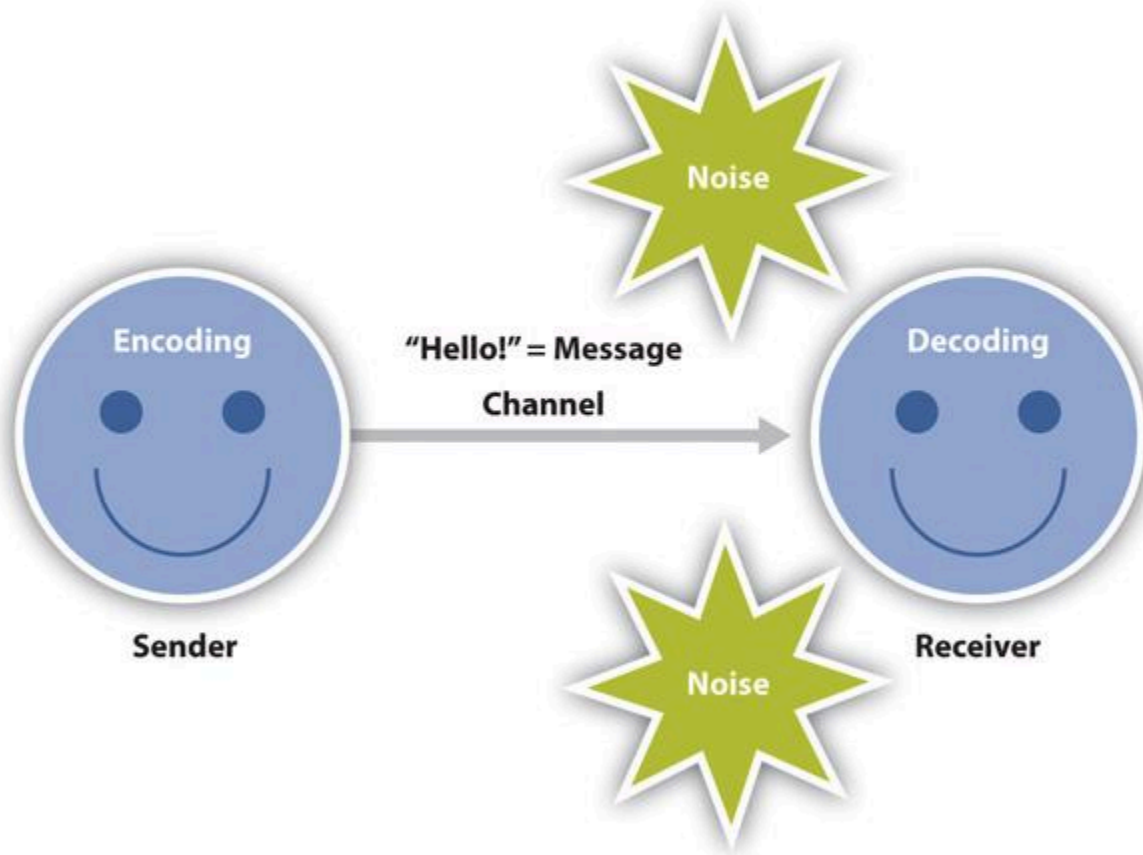 Noise
Encoding
"Hello!" = Message
Channel
Decoding
Sender
Receiver
Noise